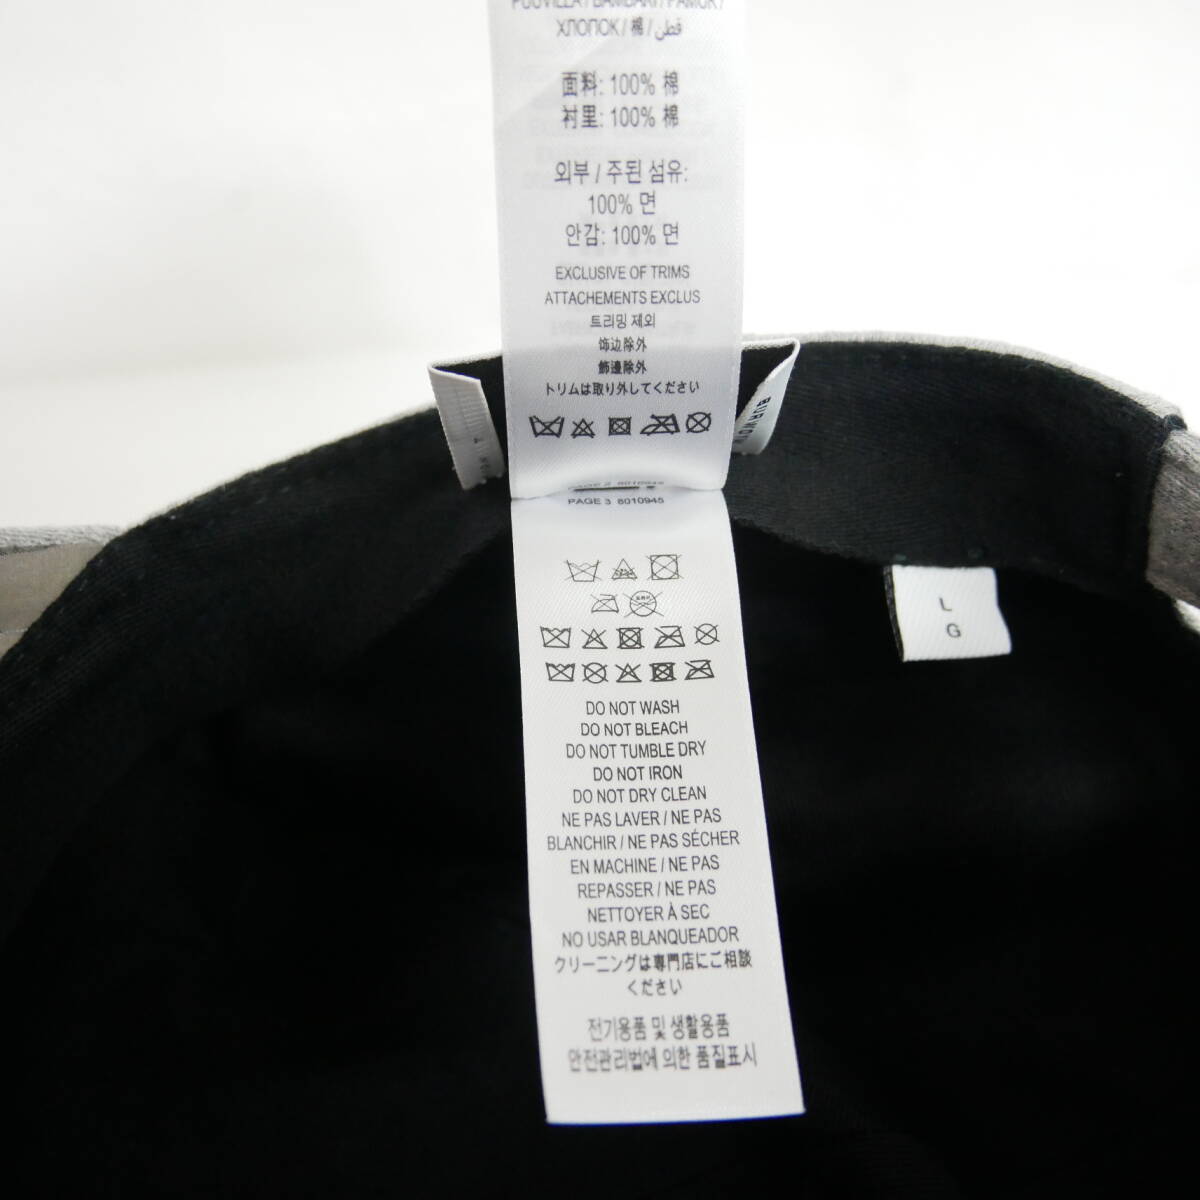 POUVILLA / BAMBAKI / PAMUK /
ХЛОПОК / 棉 / قطن
面料: 100% 棉
衬里: 100% 棉
외부 / 주된 섬유:
100% 면
안감: 100% 면
EXCLUSIVE OF TRIMS
ATTACHEMENTS EXCLUS
트리밍 제외
饰边除外
飾邊除外
トリムは取り外してください
PAGE 2 8010945
PAGE 3 8010945
DO NOT WASH
DO NOT BLEACH
DO NOT TUMBLE DRY
DO NOT IRON
DO NOT DRY CLEAN
NE PAS LAVER / NE PAS
BLANCHIR / NE PAS SÉCHER
EN MACHINE / NE PAS
REPASSER / NE PAS
NETTOYER À SEC
NO USAR BLANQUEADOR
クリーニングは専門店にご相談
ください
전기용품 및 생활용품
안전관리법에 의한 품질표시
L
G